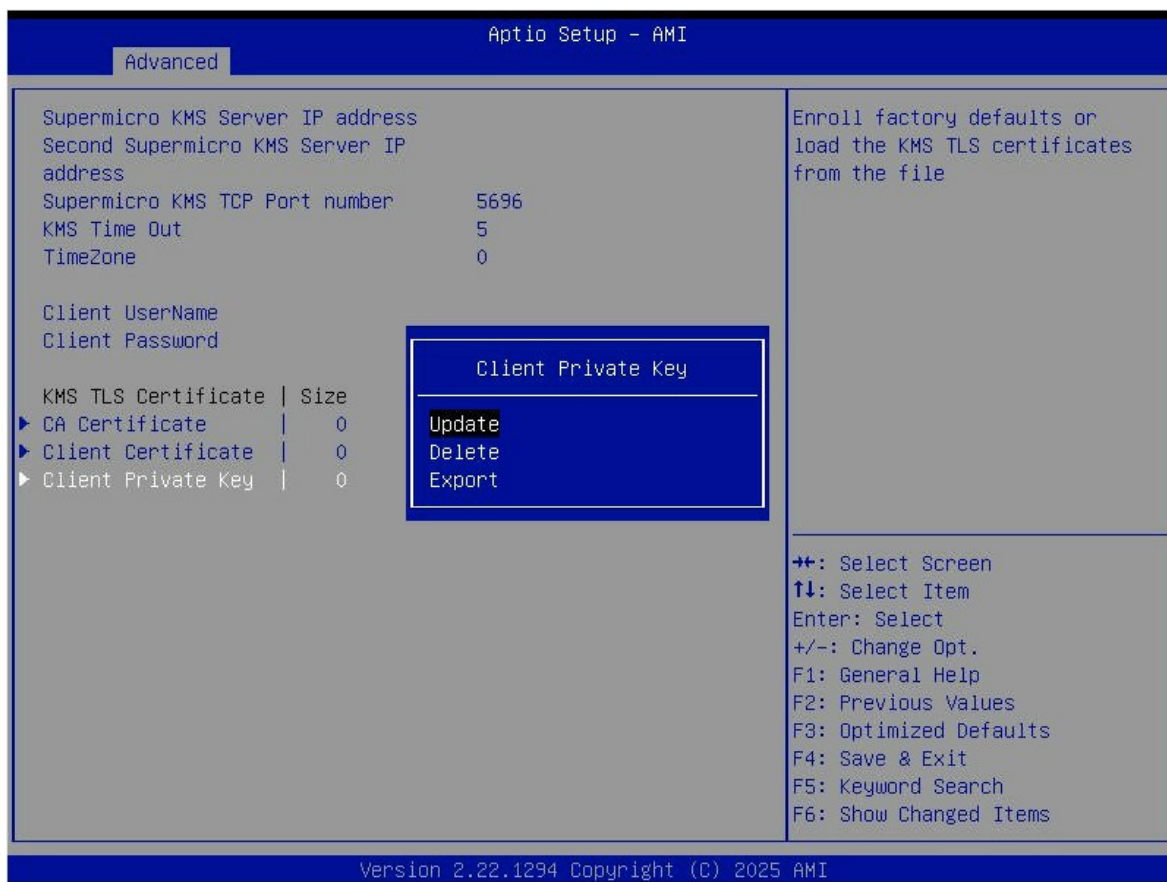 Aptio Setup - AMI
Advanced
Supermicro KMS Server IP address
Second Supermicro KMS Server IP
address
Supermicro KMS TCP Port number 5696
KMS Time Out 5
TimeZone 0
Client UserName
Client Password
KMS TLS Certificate | Size
CA Certificate | 0
Client Certificate | 0
Client Private Key | 0
Client Private Key
Update
Delete
Export
Enroll factory defaults or
load the KMS TLS certificates
from the file
→←: Select Screen
↑↓: Select Item
Enter: Select
+/-: Change Opt.
F1: General Help
F2: Previous Values
F3: Optimized Defaults
F4: Save & Exit
F5: Keyword Search
F6: Show Changed Items
Version 2.22.1294 Copyright (C) 2025 AMI